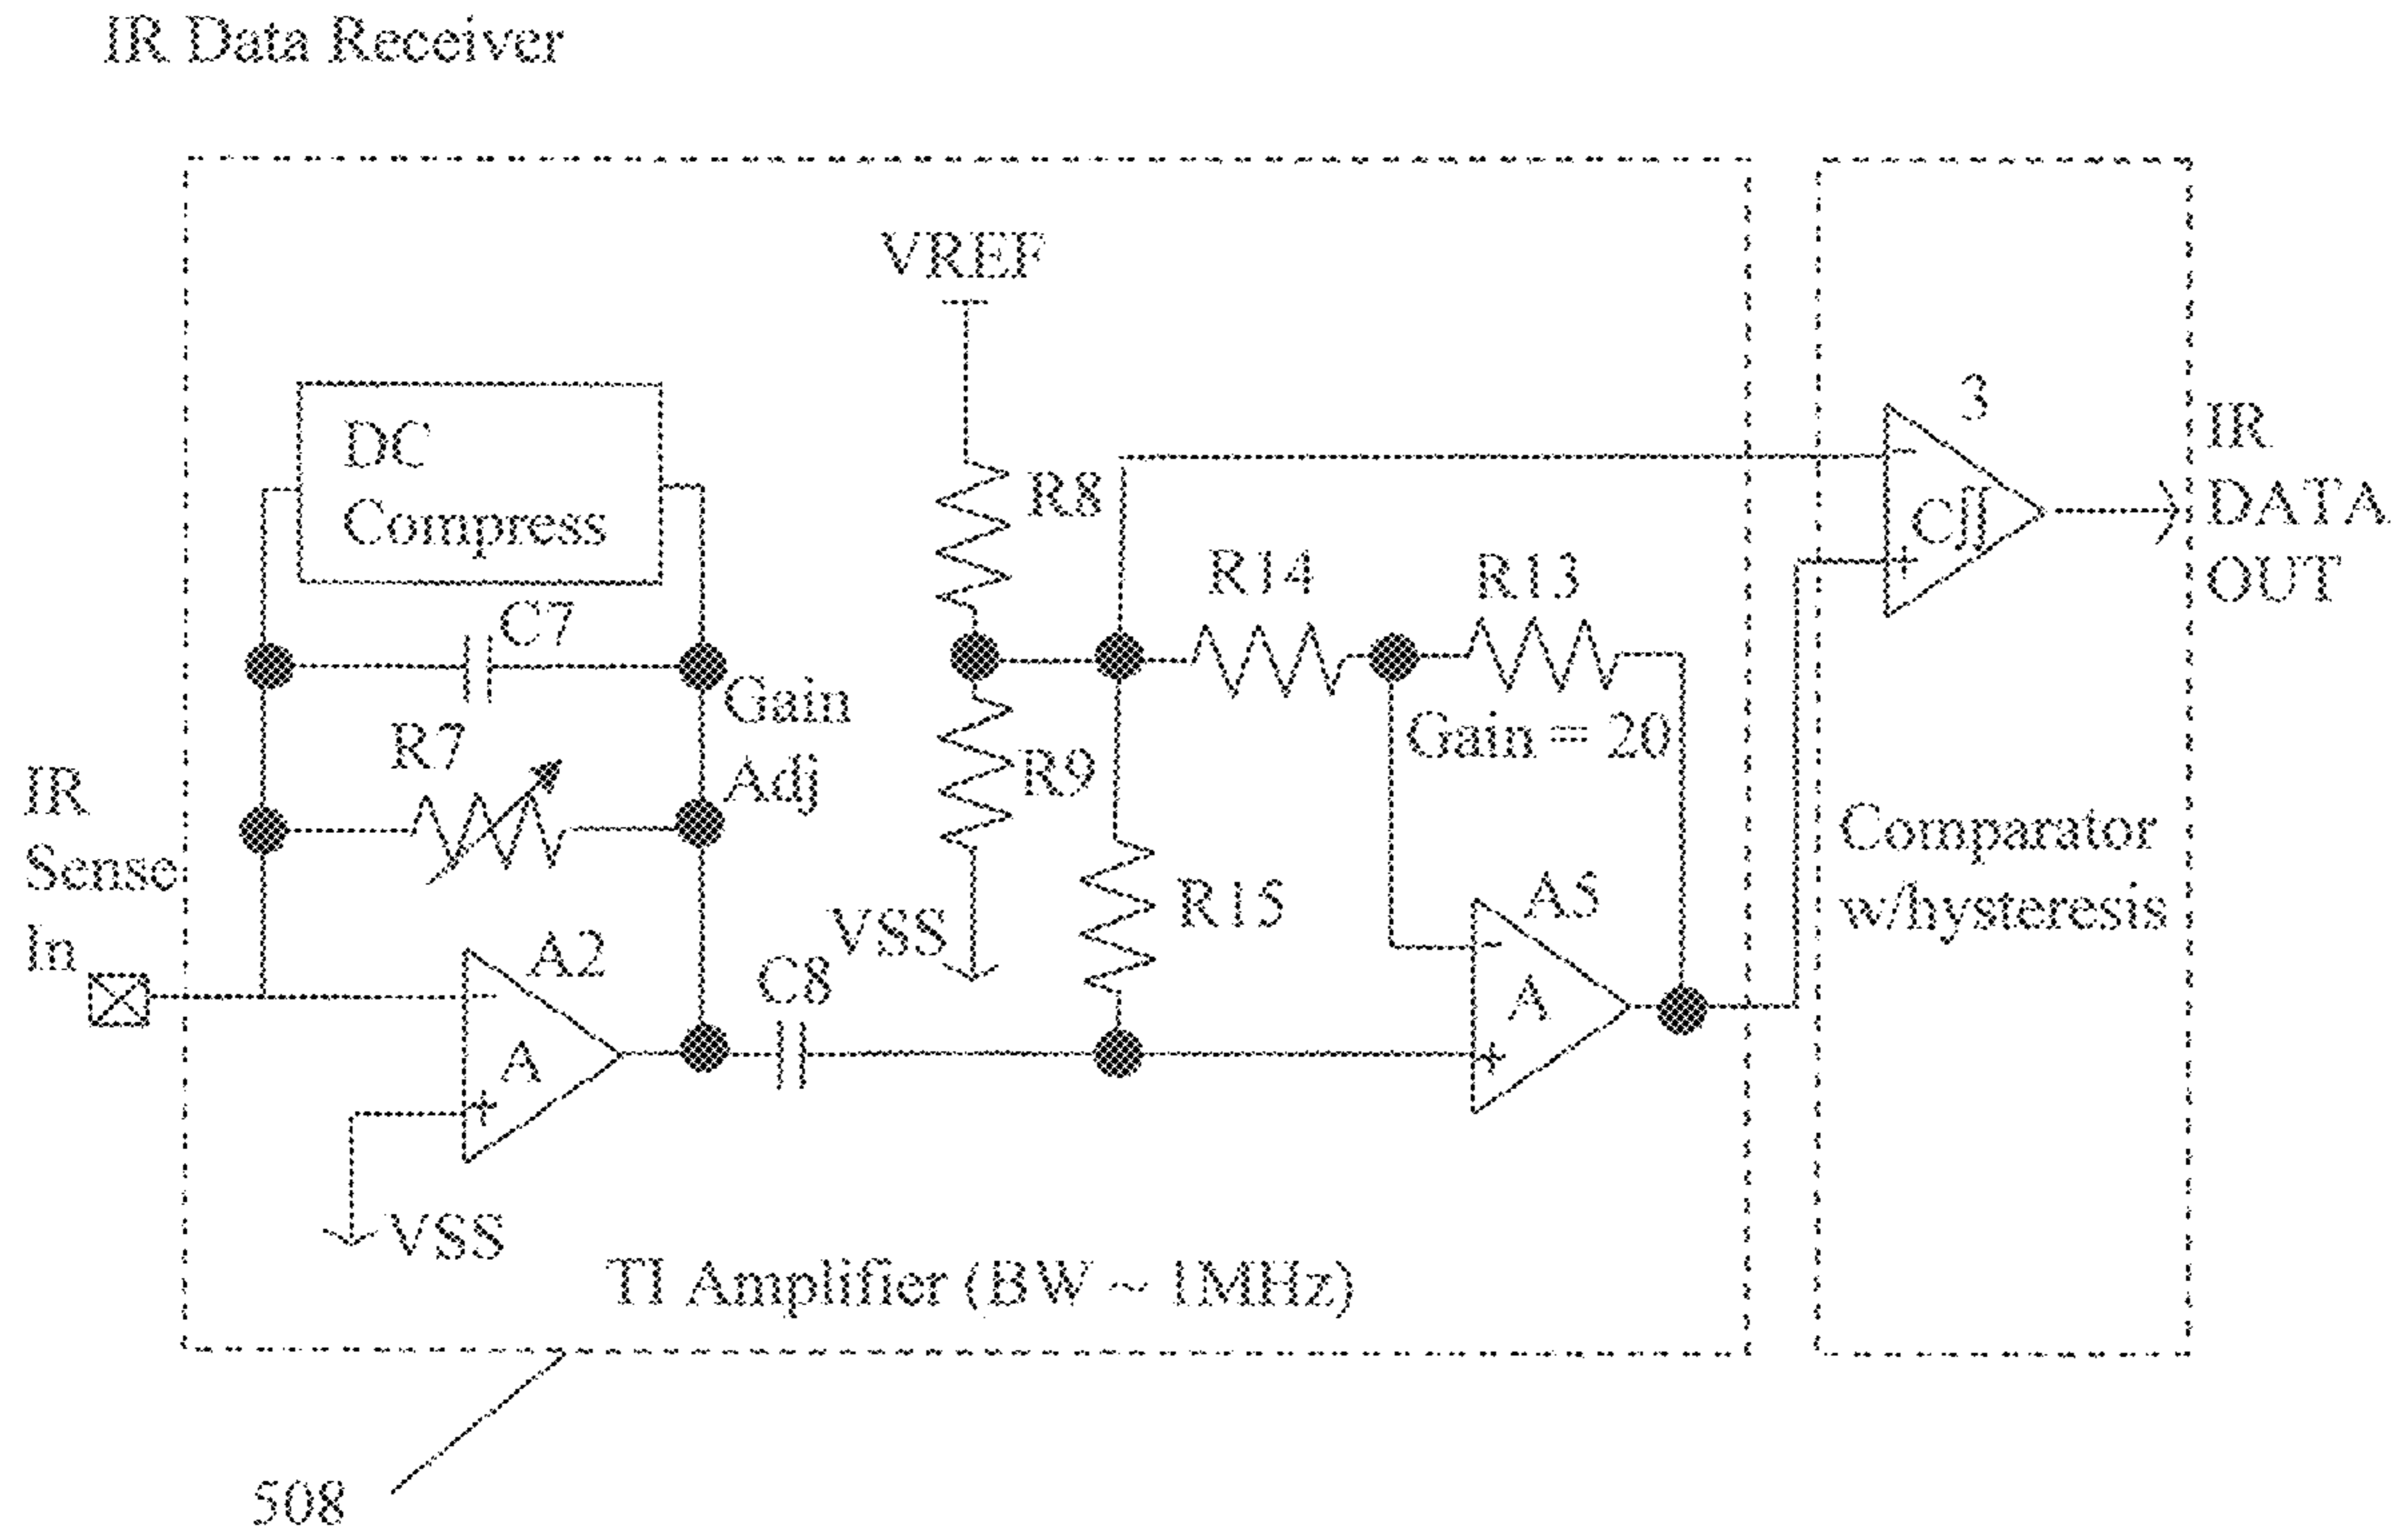 IR Data Receiver
VREF
DC
Compress
3
IR
DATA
OUT
C∬
R8
R14
R13
C7
Gain
Adj
Gain = 20
R7
R9
IR
Sense
In
Comparator
w/hysteresis
R15
A5
VSS
A2
C8
A
A
-
+
-
+
-
+
VSS
TI Amplifier (BW ~ 1MHz)
508